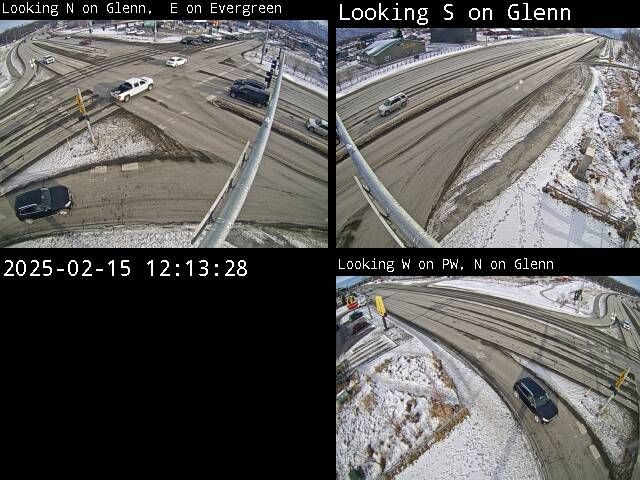 Looking N on Glenn,  E on Evergreen
Looking S on Glenn
2025-02-15 12:13:28
Looking W on PW, N on Glenn